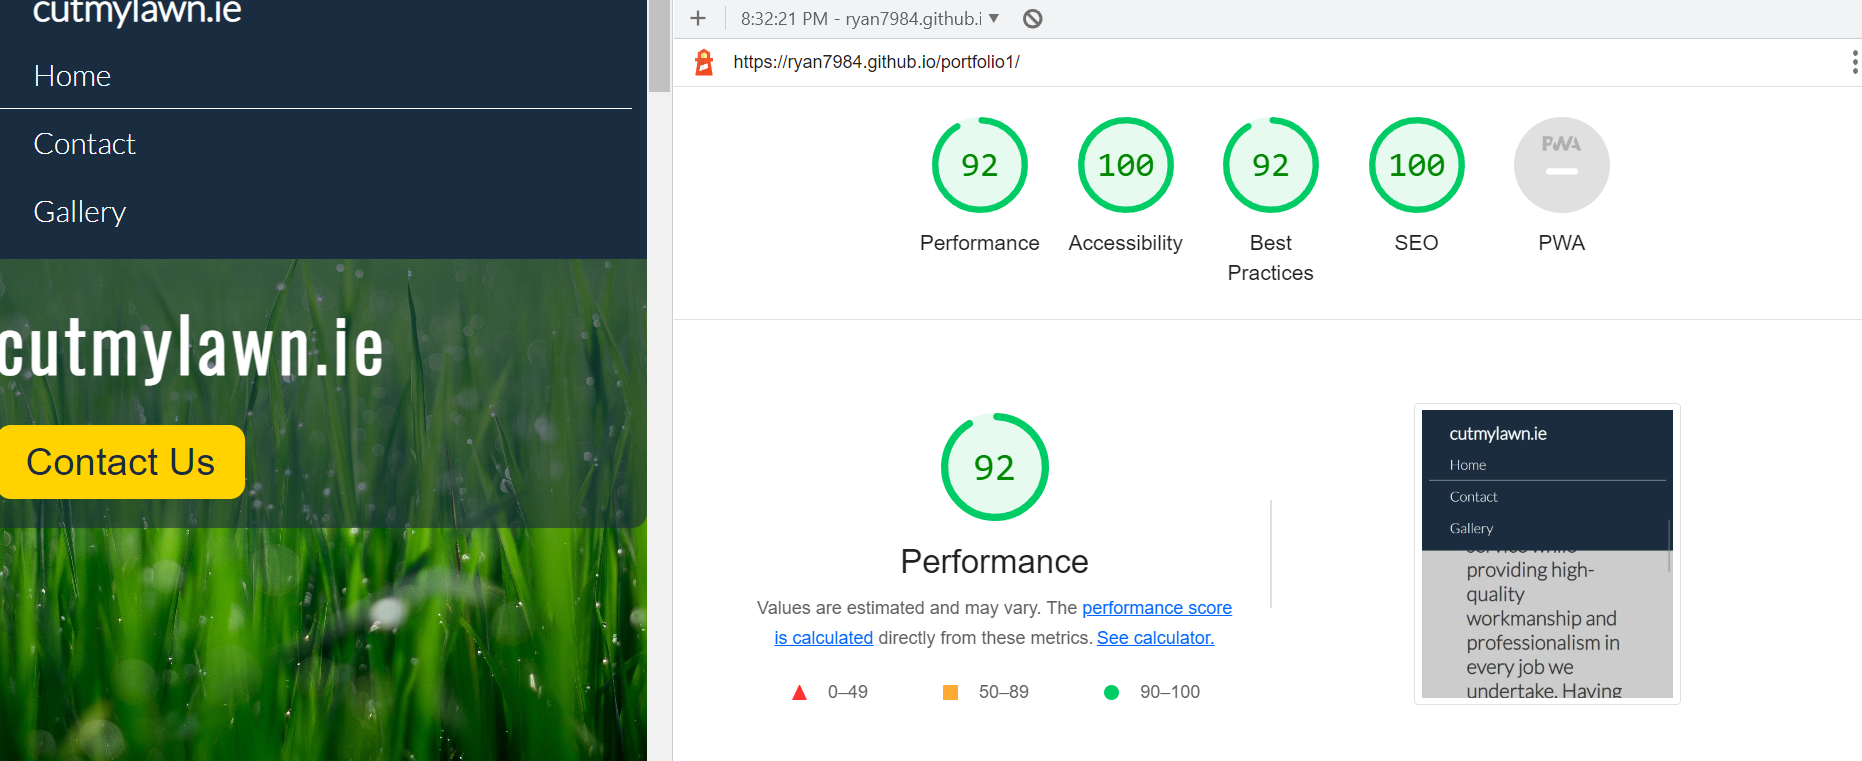 cutmylawn.ie
Home
Contact
Gallery
cutmylawn.ie
Contact Us
8:32:21 PM - ryan7984.github.i
https://ryan7984.github.io/portfolio1/
92
100
92
100
PWA
Performance
Accessibility
Best
Practices
SEO
PWA
92
Performance
Values are estimated and may vary. The performance score
is calculated directly from these metrics. See calculator.
0–49
50–89
90–100
cutmylawn.ie
Home
Contact
Gallery
service while
providing high-
quality
workmanship and
professionalism in
every job we
undertake. Having